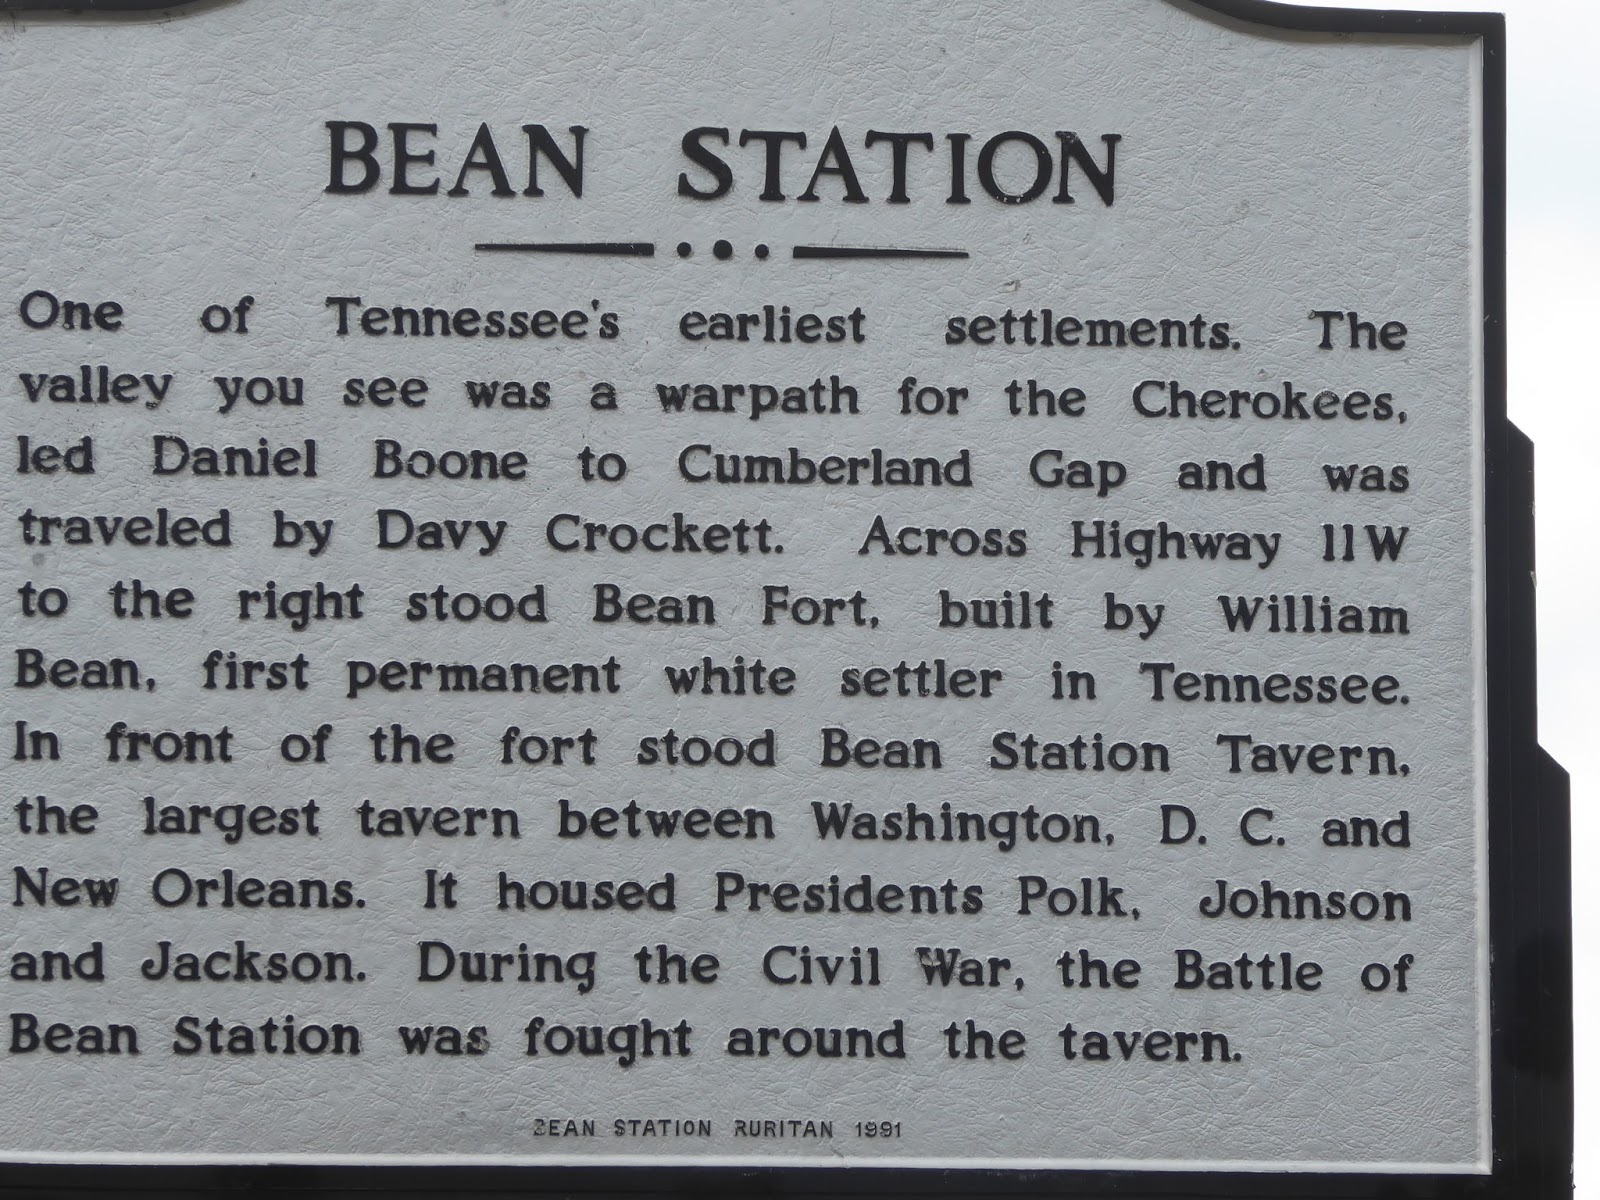 BEAN STATION
One of Tennessee's earliest settlements. The
valley you see was a warpath for the Cherokees,
led Daniel Boone to Cumberland Gap and was
traveled by Davy Crockett. Across Highway 11W
to the right stood Bean Fort, built by William
Bean, first permanent white settler in Tennessee.
In front of the fort stood Bean Station Tavern,
the largest tavern between Washington, D. C. and
New Orleans. It housed Presidents Polk, Johnson
and Jackson. During the Civil War, the Battle of
Bean Station was fought around the tavern.
BEAN STATION RURITAN 1991